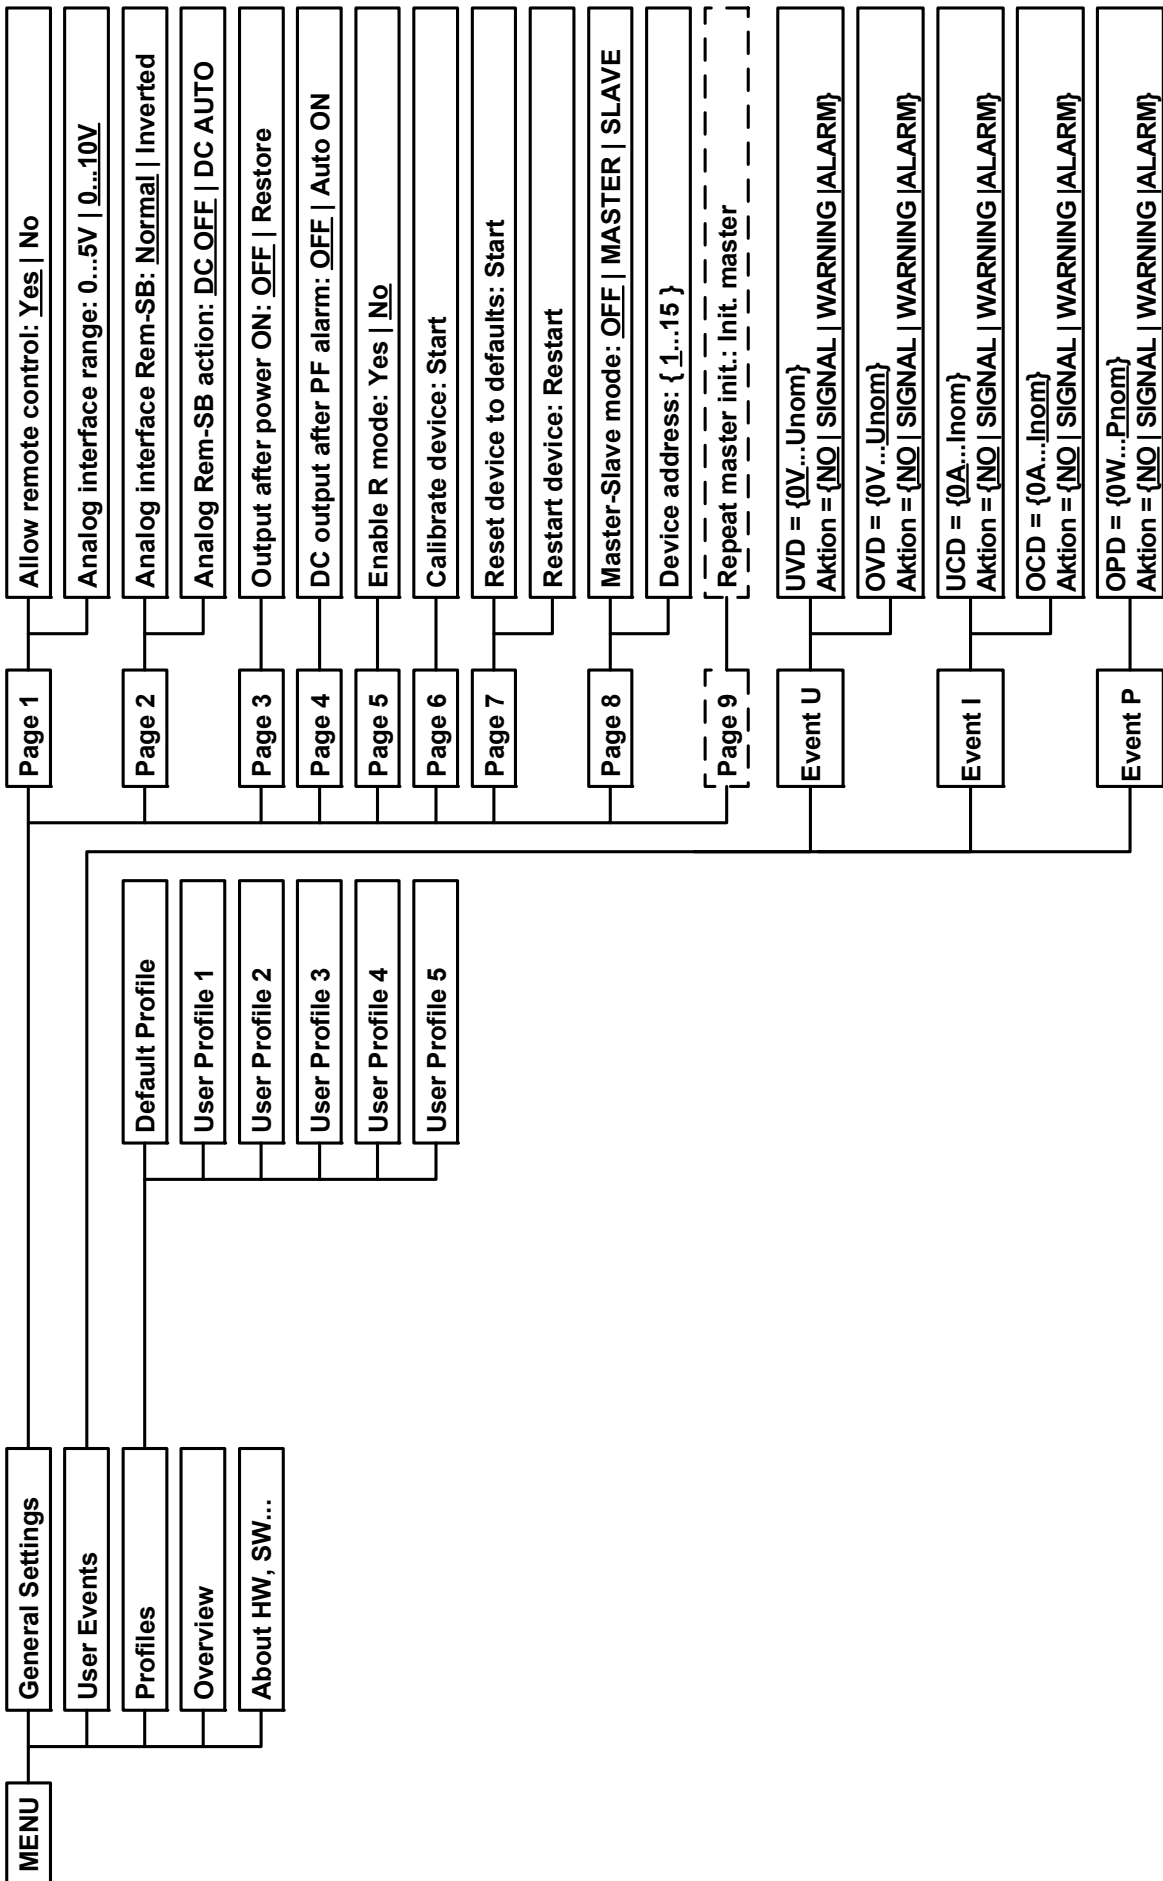 MENU
General Settings
User Events
Profiles
Overview
About HW, SW...
Default Profile
User Profile 1
User Profile 2
User Profile 3
User Profile 4
User Profile 5
Page 1
Allow remote control: Yes | No
Analog interface range: 0...5V | 0...10V
Page 2
Analog interface Rem-SB: Normal | Inverted
Analog Rem-SB action: DC OFF | DC AUTO
Page 3
Output after power ON: OFF | Restore
Page 4
DC output after PF alarm: OFF | Auto ON
Page 5
Enable R mode: Yes | No
Page 6
Calibrate device: Start
Page 7
Reset device to defaults: Start
Restart device: Restart
Page 8
Master-Slave mode: OFF | MASTER | SLAVE
Device address: { 1...15 }
Page 9
Repeat master init.: Init. master
Event U
UVD = {0V...Unom}
Aktion = {NO | SIGNAL | WARNING |ALARM}
OVD = {0V...Unom}
Aktion = {NO | SIGNAL | WARNING |ALARM}
Event I
UCD = {0A...Inom}
Aktion = {NO | SIGNAL | WARNING |ALARM}
OCD = {0A...Inom}
Aktion = {NO | SIGNAL | WARNING |ALARM}
Event P
OPD = {0W...Pnom}
Aktion = {NO | SIGNAL | WARNING |ALARM}